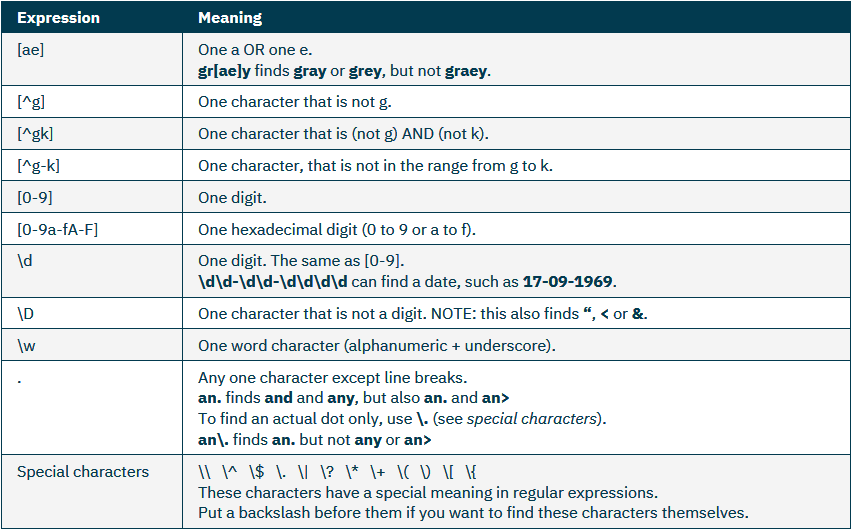 Expression Meaning
[ae] One a OR one e.
gr[ae]y finds gray or grey, but not graey.
[^g] One character that is not g.
[^gk] One character that is (not g) AND (not k).
[^g-k] One character, that is not in the range from g to k.
[0-9] One digit.
[0-9a-fA-F] One hexadecimal digit (0 to 9 or a to f).
\d One digit. The same as [0-9].
\d\d-\d\d-\d\d\d\d can find a date, such as 17-09-1969.
\D One character that is not a digit. NOTE: this also finds “, < or &.
\w One word character (alphanumeric + underscore).
. Any one character except line breaks.
an. finds and and any, but also an. and an>
To find an actual dot only, use \. (see special characters).
an\. finds an. but not any or an>
Special characters \\ \^ \$ \. \| \? \* \+ \( \) \[ \{
These characters have a special meaning in regular expressions.
Put a backslash before them if you want to find these characters themselves.